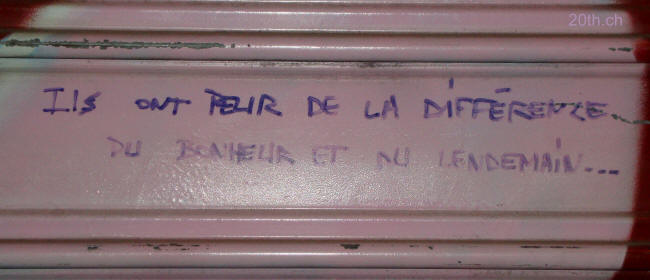 20th.ch
Ils ONT PEUR DE LA DIFFÉRENCE
DU BONHEUR ET DU LENDEMAIN...